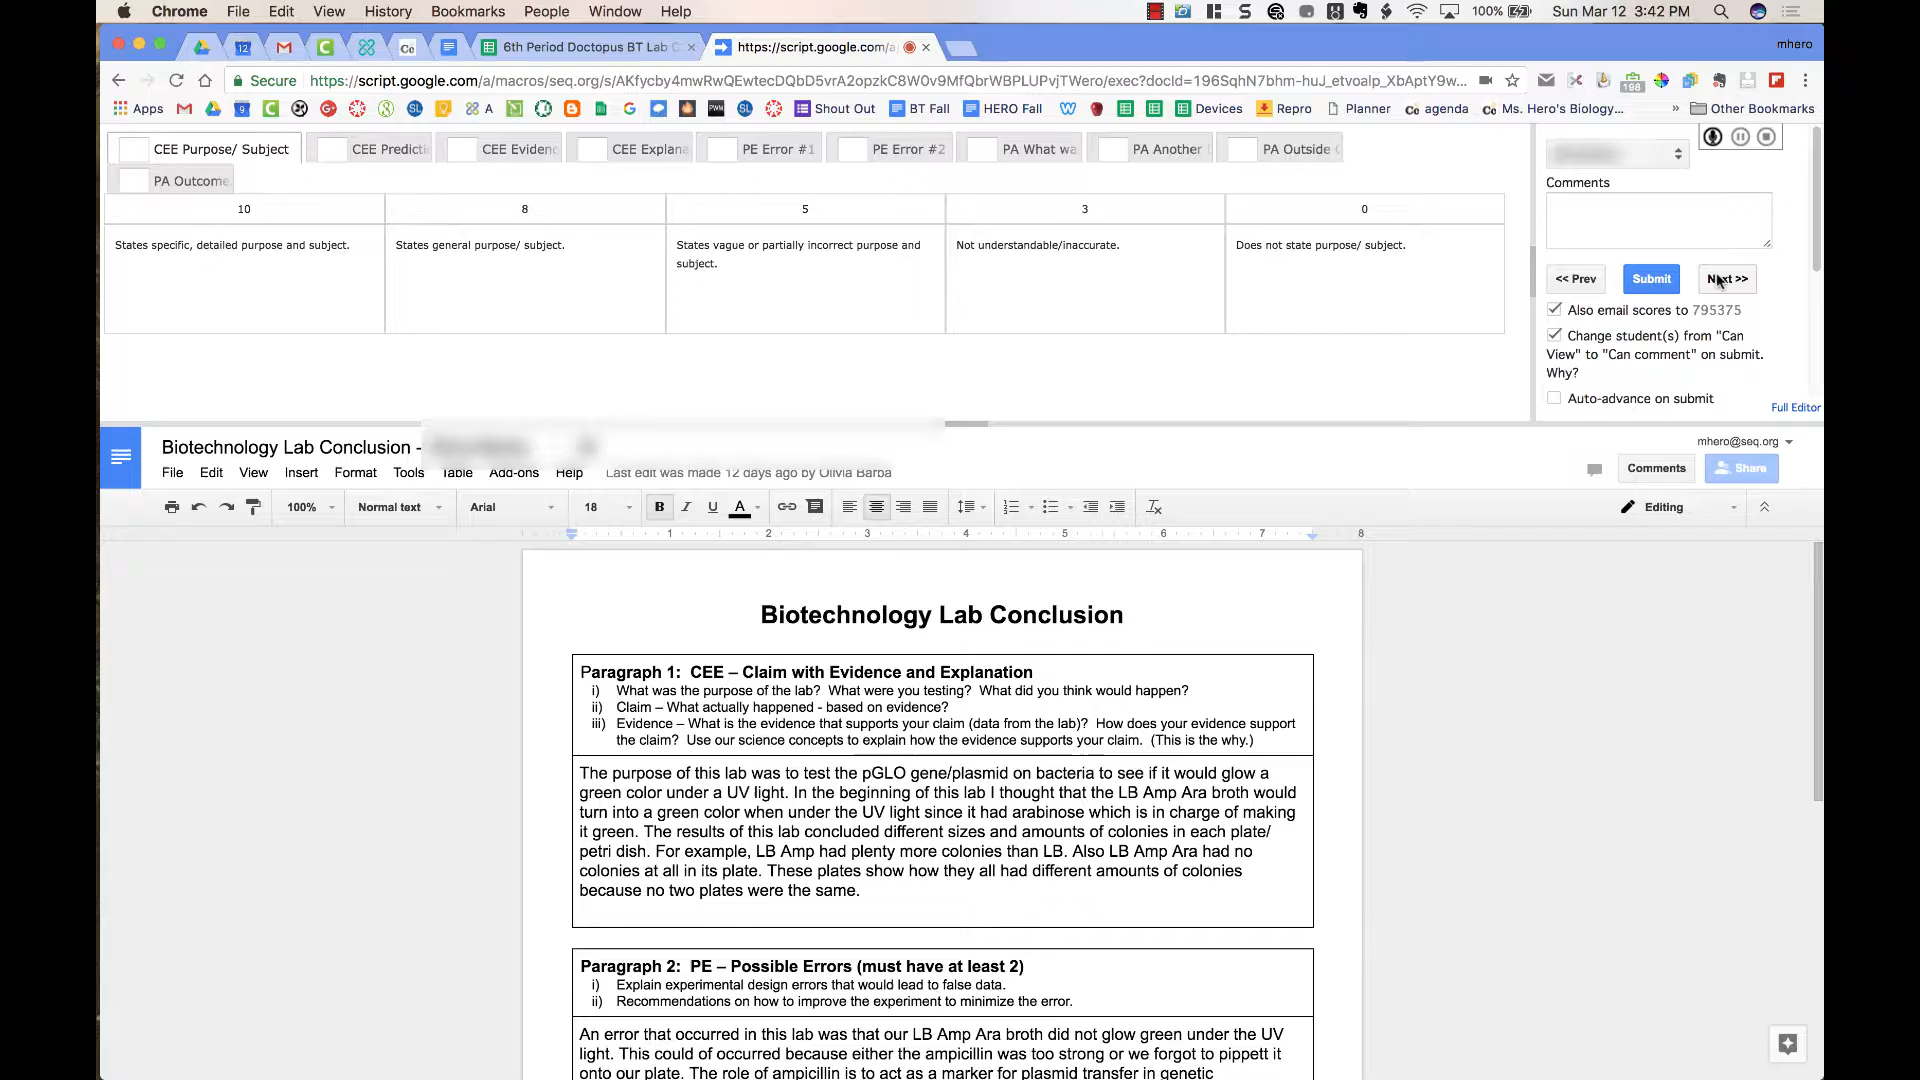 Chrome File Edit View History Bookmarks People Window Help 100% Sun Mar 12 3:42 PM
12 6th Period Doctopus BT Lab C https://script.google.com/a mhero
Secure https://script.google.com/a/macros/seq.org/s/AKfycby4mwRwQEwtecDQbD5vrA2opzkC8W0v9MfQbrWBPLUPvjTWero/exec?docId=196SqhN7bhm-huJ_etvoalp_XbAptY9w... 198
Apps Shout Out BT Fall HERO Fall Devices Repro Planner agenda Ms. Hero's Biology... » Other Bookmarks
CEE Purpose/ Subject CEE Predicti CEE Evidenc CEE Explana PE Error #1 PE Error #2 PA What wa PA Another PA Outside
PA Outcome
10 8 5 3 0
States specific, detailed purpose and subject. States general purpose/ subject. States vague or partially incorrect purpose and Not understandable/inaccurate. Does not state purpose/ subject.
subject.
Comments
<< Prev Submit Next >>
Also email scores to 795375
Change student(s) from "Can
View" to "Can comment" on submit.
Why?
Auto-advance on submit
Full Editor
Biotechnology Lab Conclusion -
mhero@seq.org
File Edit View Insert Format Tools Table Add-ons Help Last edit was made 12 days ago by Olivia Barba
Comments Share
100% Normal text Arial 18 B I U A Editing
1 2 3 4 5 6 7 8
Biotechnology Lab Conclusion
Paragraph 1: CEE – Claim with Evidence and Explanation
i) What was the purpose of the lab? What were you testing? What did you think would happen?
ii) Claim – What actually happened - based on evidence?
iii) Evidence – What is the evidence that supports your claim (data from the lab)? How does your evidence support
the claim? Use our science concepts to explain how the evidence supports your claim. (This is the why.)
The purpose of this lab was to test the pGLO gene/plasmid on bacteria to see if it would glow a
green color under a UV light. In the beginning of this lab I thought that the LB Amp Ara broth would
turn into a green color when under the UV light since it had arabinose which is in charge of making
it green. The results of this lab concluded different sizes and amounts of colonies in each plate/
petri dish. For example, LB Amp had plenty more colonies than LB. Also LB Amp Ara had no
colonies at all in its plate. These plates show how they all had different amounts of colonies
because no two plates were the same.
Paragraph 2: PE – Possible Errors (must have at least 2)
i) Explain experimental design errors that would lead to false data.
ii) Recommendations on how to improve the experiment to minimize the error.
An error that occurred in this lab was that our LB Amp Ara broth did not glow green under the UV
light. This could of occurred because either the ampicillin was too strong or we forgot to pipett it
onto our plate. The role of ampicillin is to act as a marker for plasmid transfer in genetic